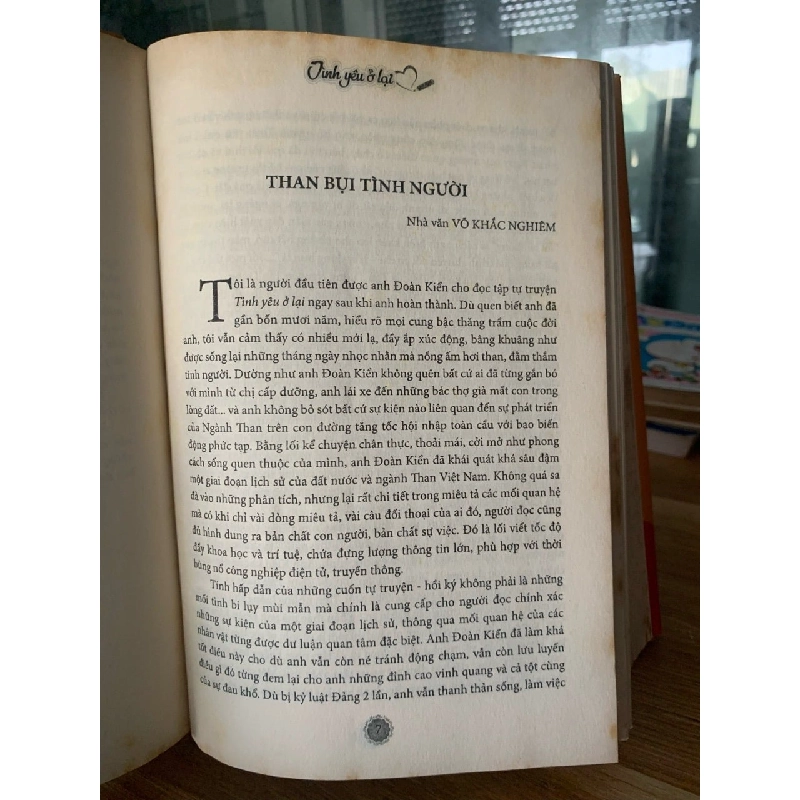 Tình yêu ở lại
THAN BỤI TÌNH NGƯỜI
Nhà văn VÕ KHẮC NGHIÊM
Tôi là người đầu tiên được anh Đoàn Kiển cho đọc tập tự truyện
Tình yêu ở lại ngay sau khi anh hoàn thành. Dù quen biết anh đã
gần bốn mươi năm, hiểu rõ mọi cung bậc thăng trầm cuộc đời
anh, tôi vẫn cảm thấy có nhiều mới lạ, đầy ắp xúc động, bâng khuâng như
được sống lại những tháng ngày nhọc nhằn mà nồng ấm hơi than, đằm thắm
tình người. Dường như anh Đoàn Kiển không quên bất cứ ai đã từng gắn bó
với mình từ chị cấp dưỡng, anh lái xe đến những bác thợ già mất con trong
lòng đất... và anh không bỏ sót bất cứ sự kiện nào liên quan đến sự phát triển
của Ngành Than trên con đường tăng tốc hội nhập toàn cầu với bao biến
động phức tạp. Bằng lối kể chuyện chân thực, thoải mái, cởi mở như phong
cách sống quen thuộc của mình, anh Đoàn Kiển đã khái quát khá sâu đậm
một giai đoạn lịch sử của đất nước và ngành Than Việt Nam. Không quá sa
đà vào những phân tích, nhưng lại rất chi tiết trong miêu tả các mối quan hệ
mà có khi chỉ vài dòng miêu tả, vài câu đối thoại của ai đó, người đọc cũng
đủ hình dung ra bản chất con người, bản chất sự việc. Đó là lối viết tốc độ
đầy khoa học và trí tuệ, chứa đựng lượng thông tin lớn, phù hợp với thời
bùng nổ công nghiệp điện tử, truyền thông.
Tính hấp dẫn của những cuốn tự truyện - hồi ký không phải là những
mối tình bi lụy mùi mẫn mà chính là cung cấp cho người đọc chính xác
những sự kiện của một giai đoạn lịch sử, thông qua mối quan hệ của các
nhân vật từng được dư luận quan tâm đặc biệt. Anh Đoàn Kiển đã làm khá
tốt điều này cho dù anh vẫn còn né tránh động chạm, vẫn còn lưu luyến
điều gì đó từng đem lại cho anh những đỉnh cao vinh quang và cả tột cùng
của sự đau khổ. Dù bị kỷ luật Đảng 2 lần, anh vẫn thanh thản sống, làm việc
7